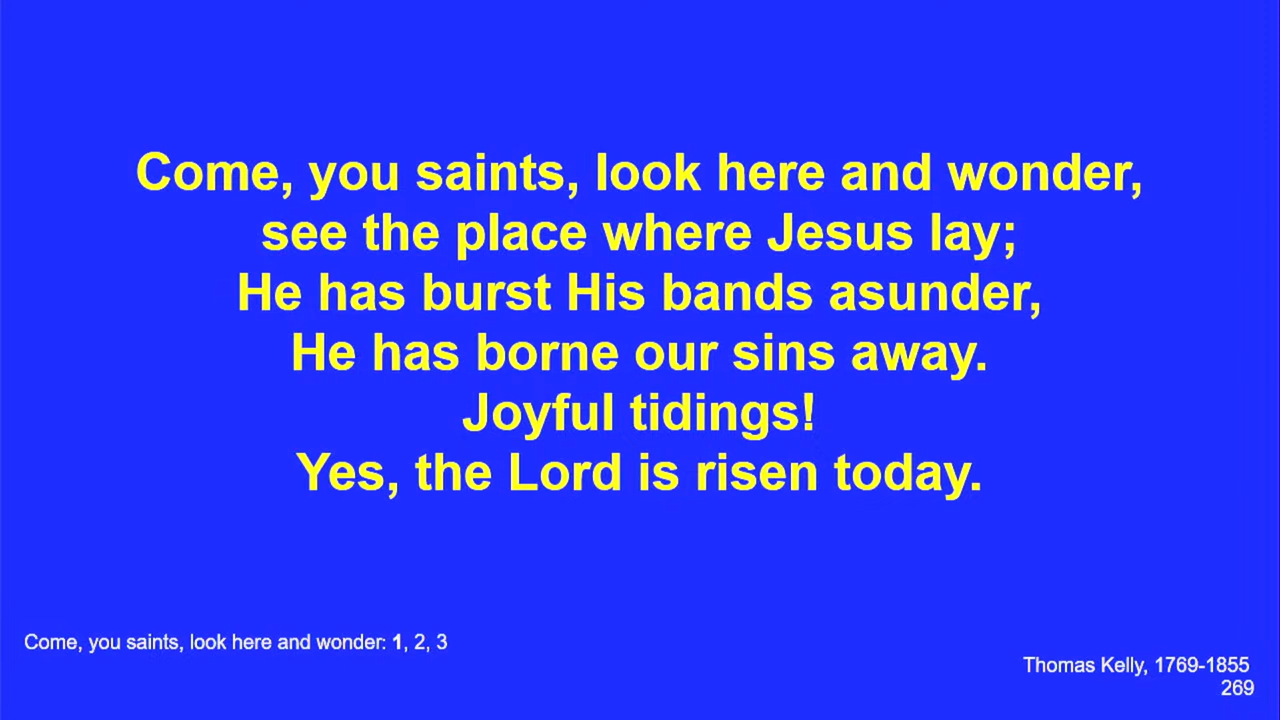 Come, you saints, look here and wonder,
see the place where Jesus lay;
He has burst His bands asunder,
He has borne our sins away.
Joyful tidings!
Yes, the Lord is risen today.
Come, you saints, look here and wonder: 1, 2, 3
Thomas Kelly, 1769-1855
269